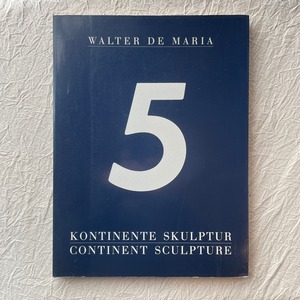 WALTER DE MARIA
5
KONTINENTE SKULPTUR
CONTINENT SCULPTURE